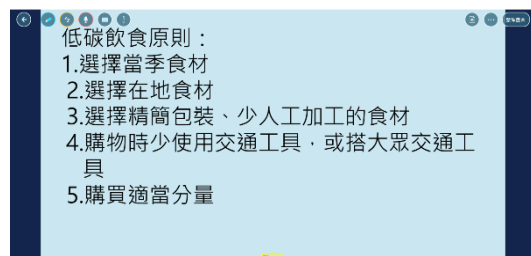 低碳飲食原則：
1.選擇當季食材
2.選擇在地食材
3.選擇精簡包裝、少人工加工的食材
4.購物時少使用交通工具，或搭大眾交通工
具
5.購買適當分量